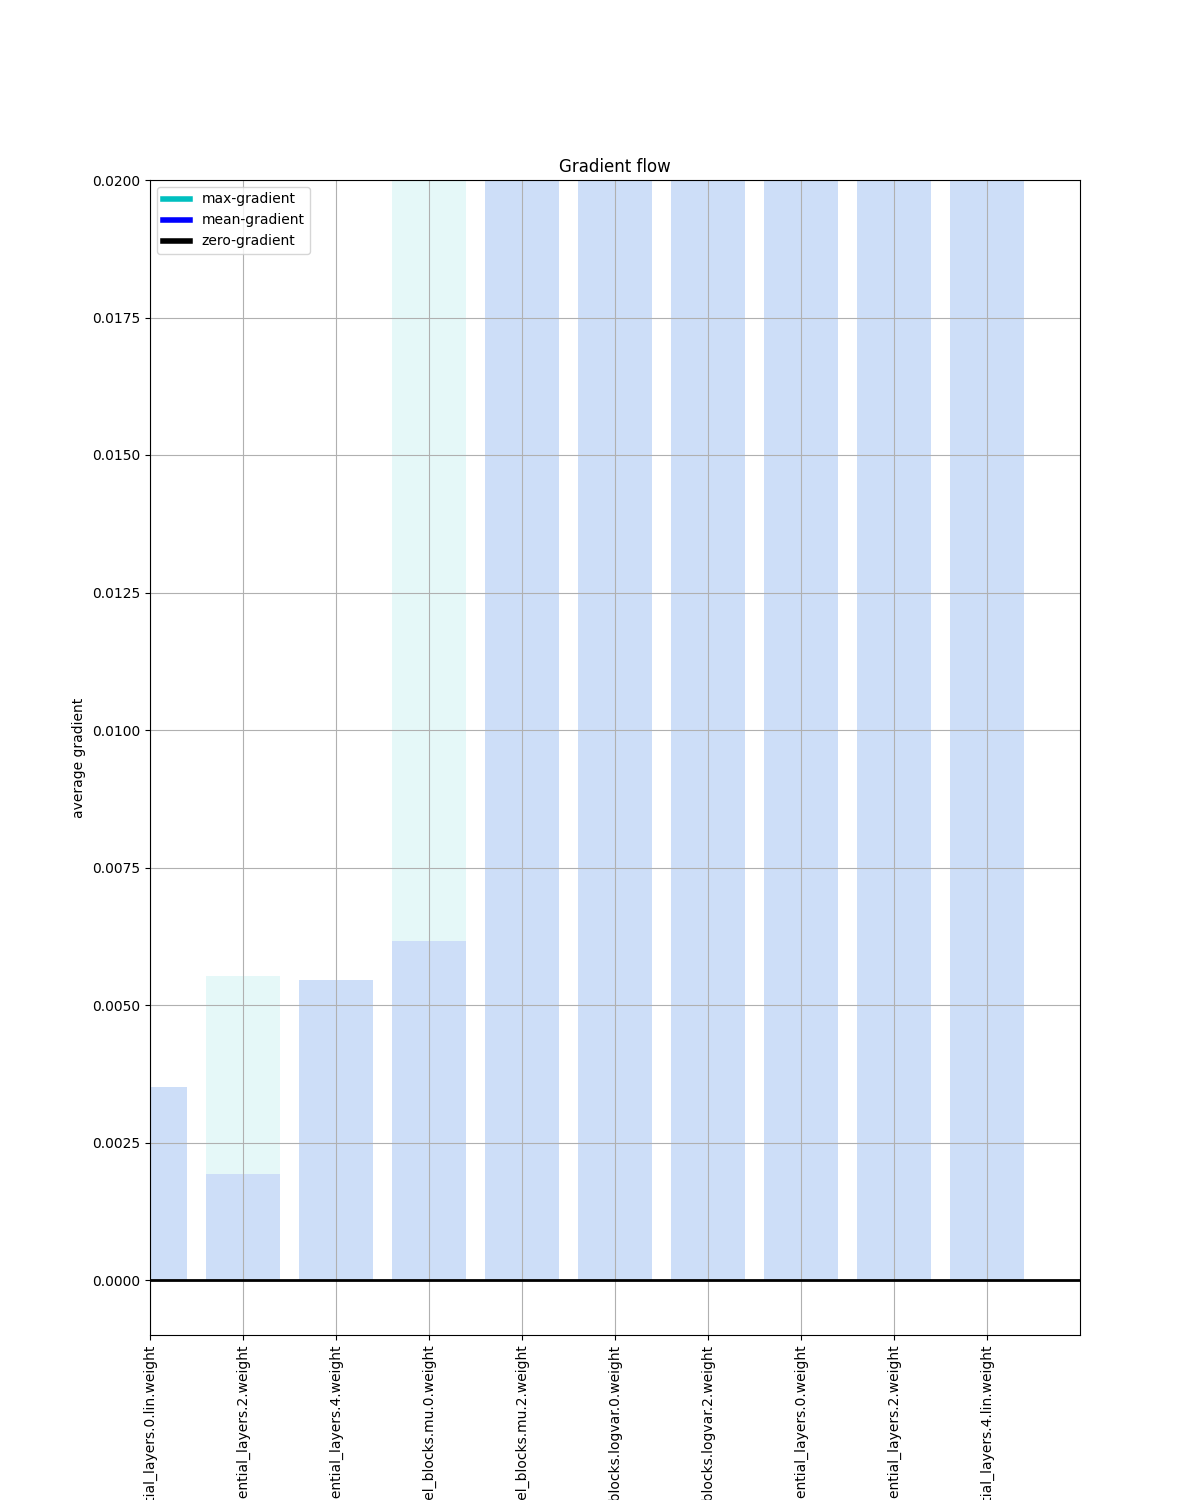 Gradient flow
max-gradient
mean-gradient
zero-gradient
0.0200
0.0175
0.0150
0.0125
0.0100
0.0075
0.0050
0.0025
0.0000
average gradient
tial_layers.0.lin.weight
ential_layers.2.weight
ential_layers.4.weight
el_blocks.mu.0.weight
el_blocks.mu.2.weight
blocks.logvar.0.weight
blocks.logvar.2.weight
ential_layers.0.weight
ential_layers.2.weight
tial_layers.4.lin.weight